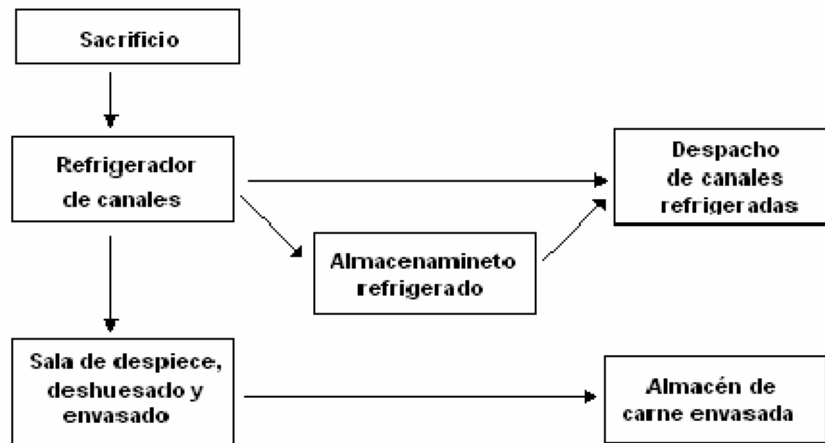 Sacrificio
Refrigerador
de canales
Despacho
de canales
refrigeradas
Almacenamineto
refrigerado
Sala de despiece,
deshuesado y
envasado
Almacén de
carne envasada